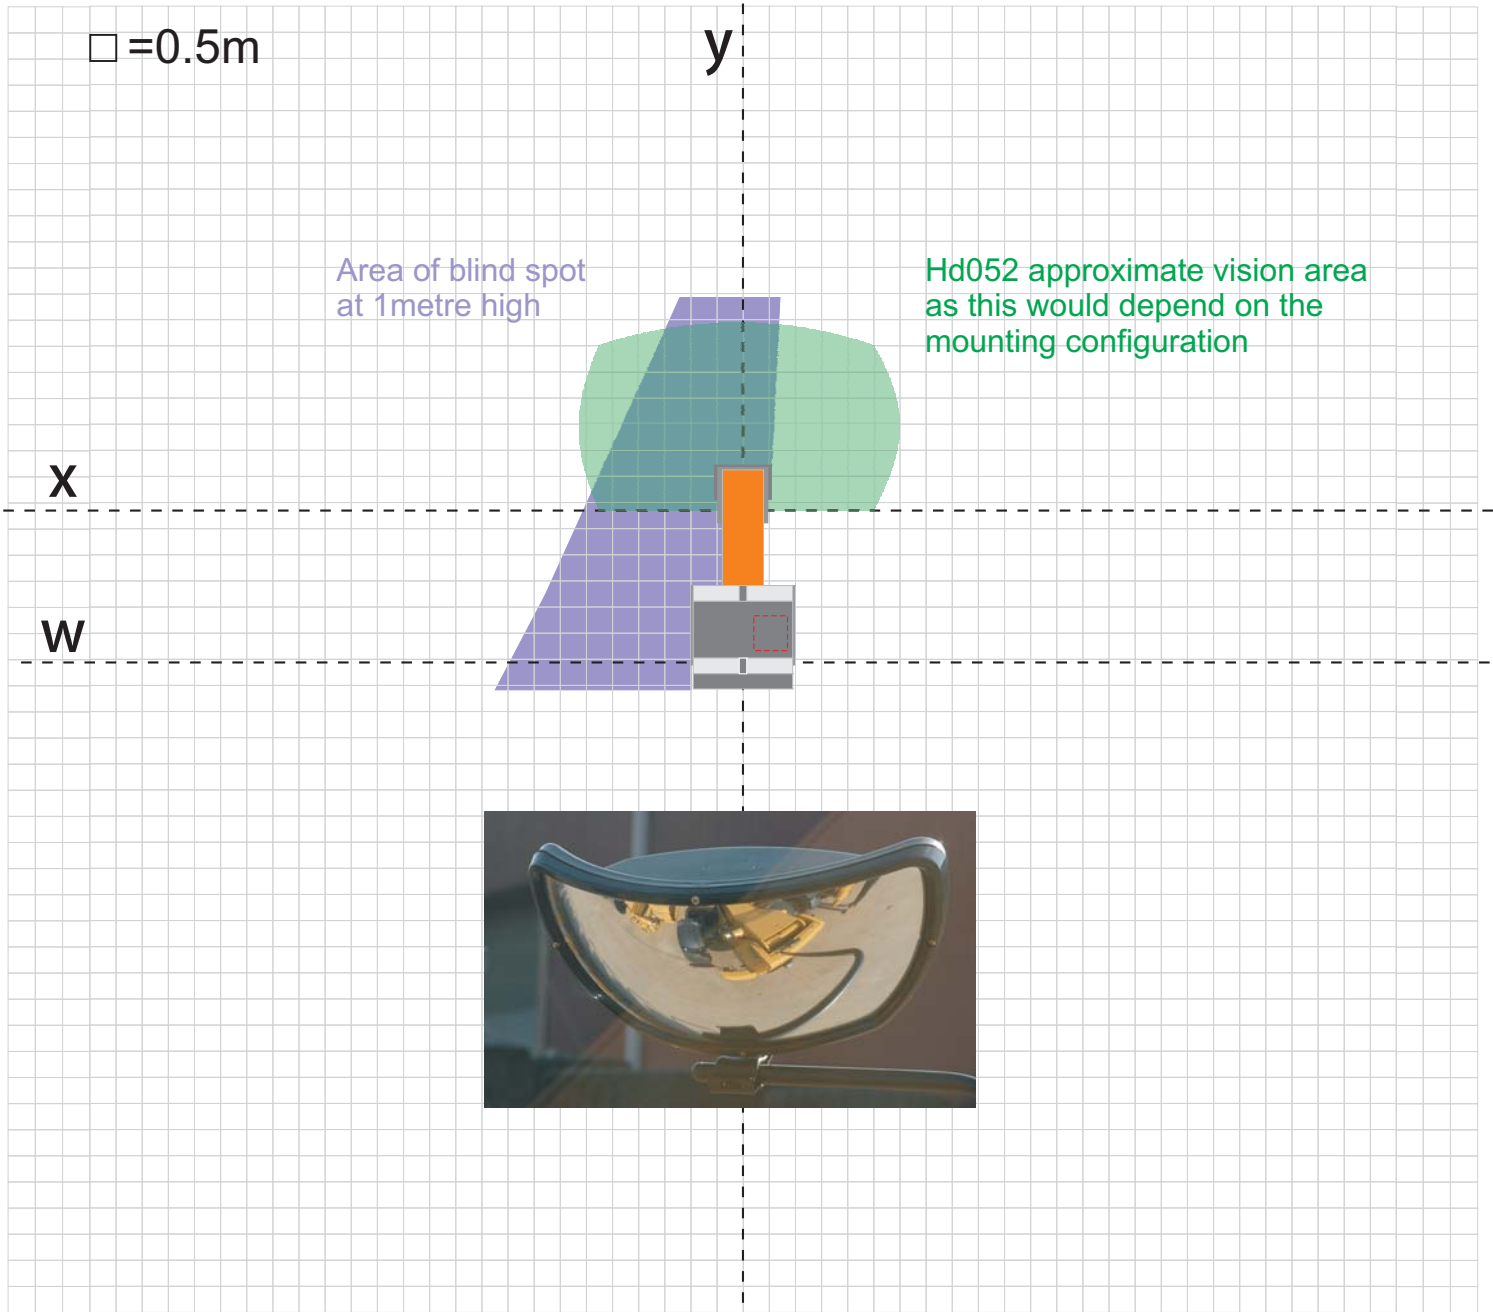 □ =0.5m
y
Area of blind spot
at 1metre high
Hd052 approximate vision area
as this would depend on the
mounting configuration
X
W